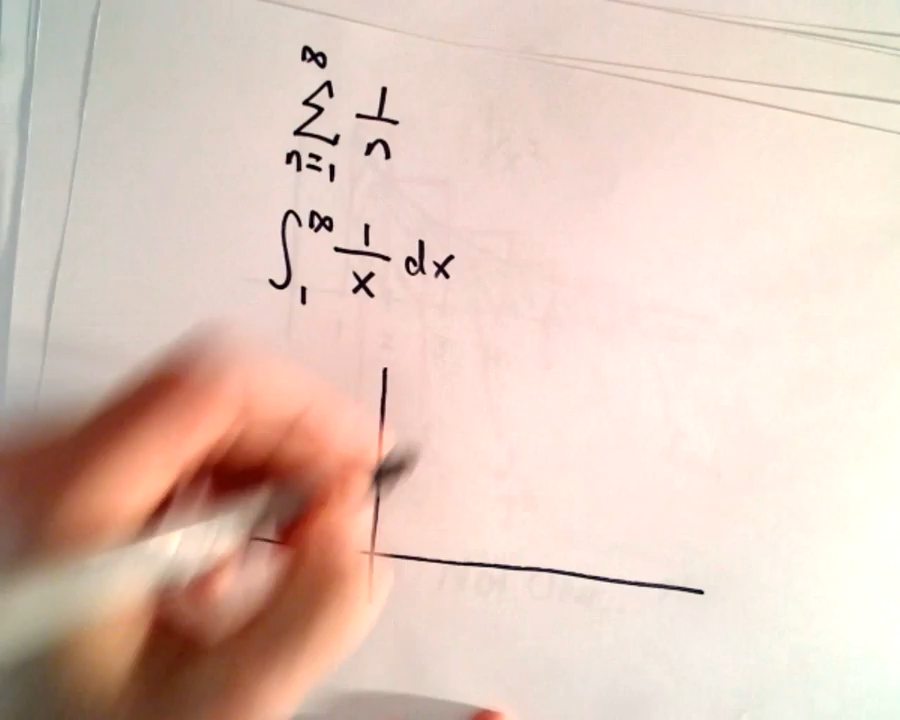 ∞
∑ 1/n
n=1
∫₁^∞ 1/x dx